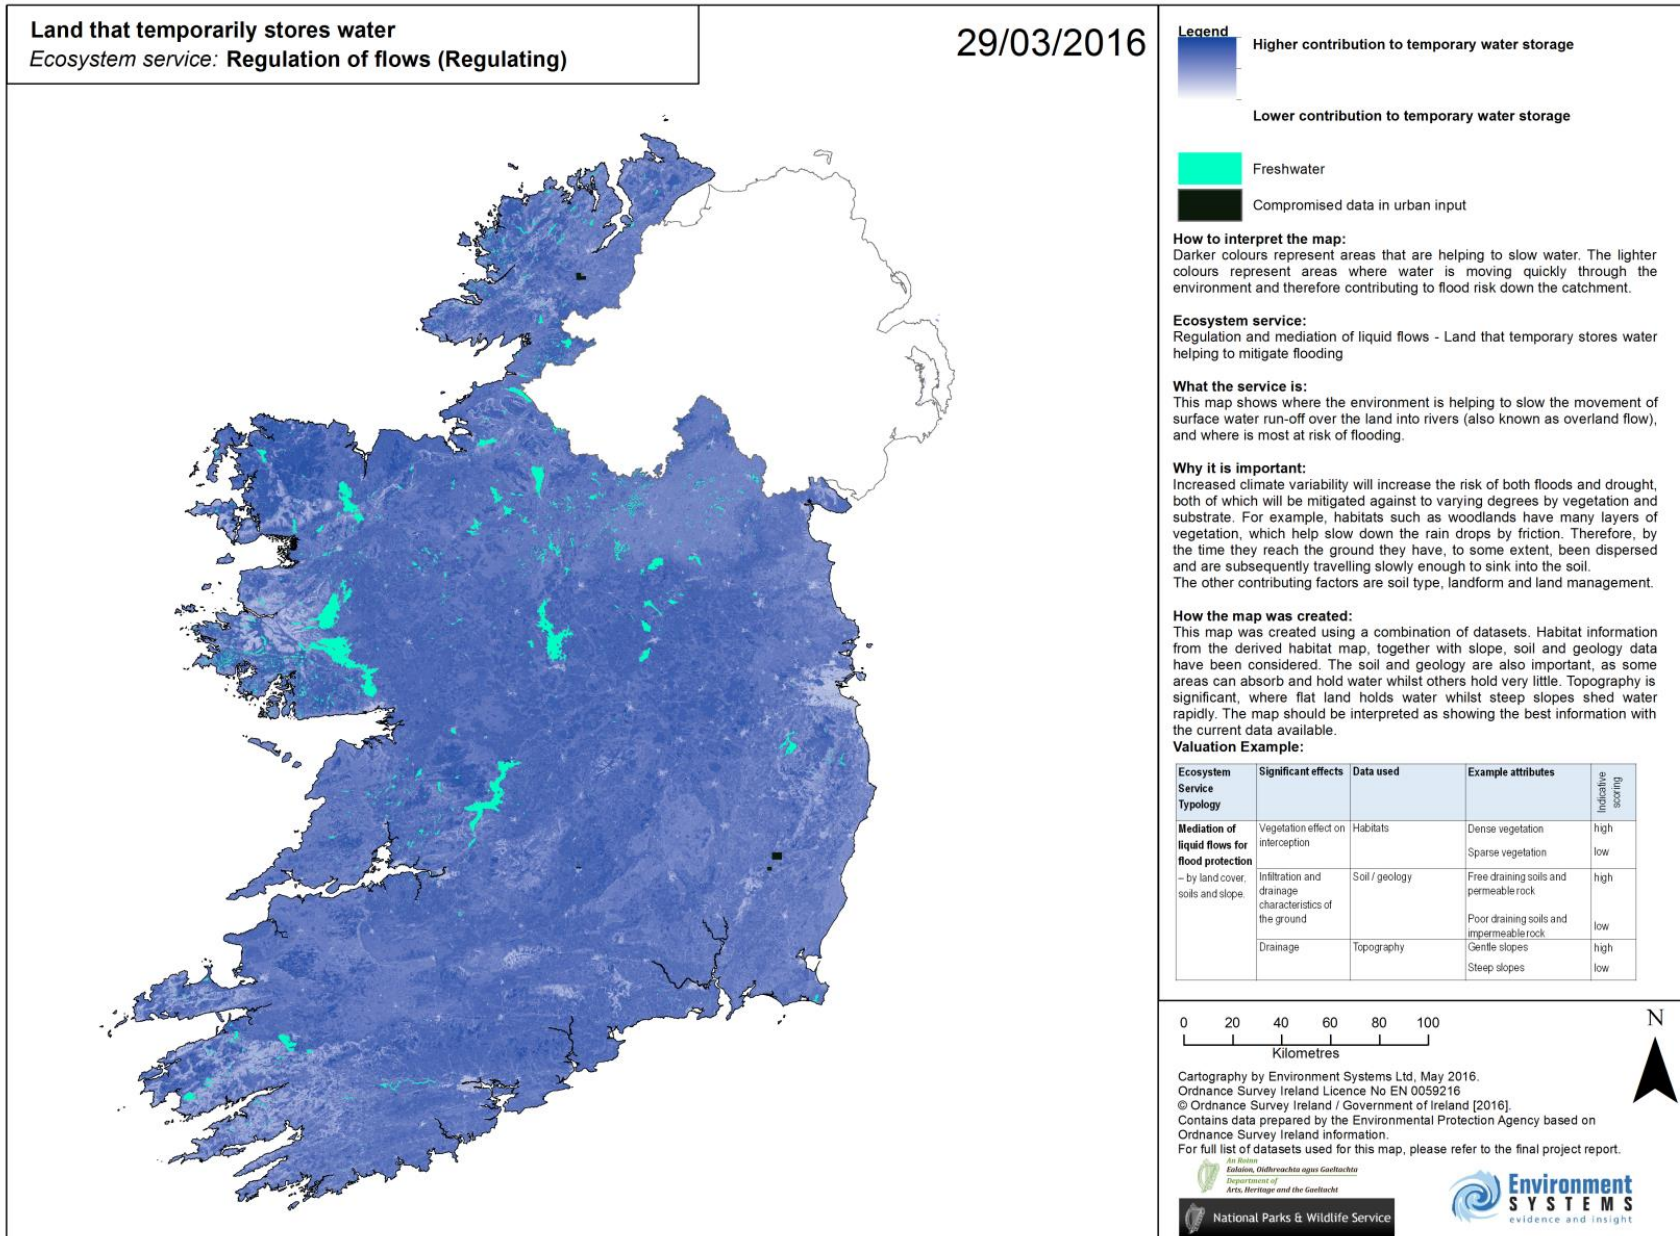 Land that temporarily stores water
Ecosystem service: Regulation of flows (Regulating)
29/03/2016
Legend
Higher contribution to temporary water storage
Lower contribution to temporary water storage
Freshwater
Compromised data in urban input
How to interpret the map:
Darker colours represent areas that are helping to slow water. The lighter
colours represent areas where water is moving quickly through the
environment and therefore contributing to flood risk down the catchment.
Ecosystem service:
Regulation and mediation of liquid flows - Land that temporary stores water
helping to mitigate flooding
What the service is:
This map shows where the environment is helping to slow the movement of
surface water run-off over the land into rivers (also known as overland flow),
and where is most at risk of flooding.
Why it is important:
Increased climate variability will increase the risk of both floods and drought,
both of which will be mitigated against to varying degrees by vegetation and
substrate. For example, habitats such as woodlands have many layers of
vegetation, which help slow down the rain drops by friction. Therefore, by
the time they reach the ground they have, to some extent, been dispersed
and are subsequently travelling slowly enough to sink into the soil.
The other contributing factors are soil type, landform and land management.
How the map was created:
This map was created using a combination of datasets. Habitat information
from the derived habitat map, together with slope, soil and geology data
have been considered. The soil and geology are also important, as some
areas can absorb and hold water whilst others hold very little. Topography is
significant, where flat land holds water whilst steep slopes shed water
rapidly. The map should be interpreted as showing the best information with
the current data available.
Valuation Example:
Ecosystem Service Typology
Significant effects
Data used
Example attributes
Indicative scoring
Mediation of liquid flows for flood protection
– by land cover, soils and slope.
Vegetation effect on interception
Habitats
Dense vegetation
high
Sparse vegetation
low
Infiltration and drainage characteristics of the ground
Soil / geology
Free draining soils and permeable rock
high
Poor draining soils and impermeable rock
low
Drainage
Topography
Gentle slopes
high
Steep slopes
low
0 20 40 60 80 100
Kilometres
N
Cartography by Environment Systems Ltd, May 2016.
Ordnance Survey Ireland Licence No EN 0059216
© Ordnance Survey Ireland / Government of Ireland [2016].
Contains data prepared by the Environmental Protection Agency based on
Ordnance Survey Ireland information.
For full list of datasets used for this map, please refer to the final project report.
An Roinn
Ealaíon, Oidhreachta agus Gaeltachta
Department of
Arts, Heritage and the Gaeltacht
National Parks & Wildlife Service
Environment
SYSTEMS
evidence and insight